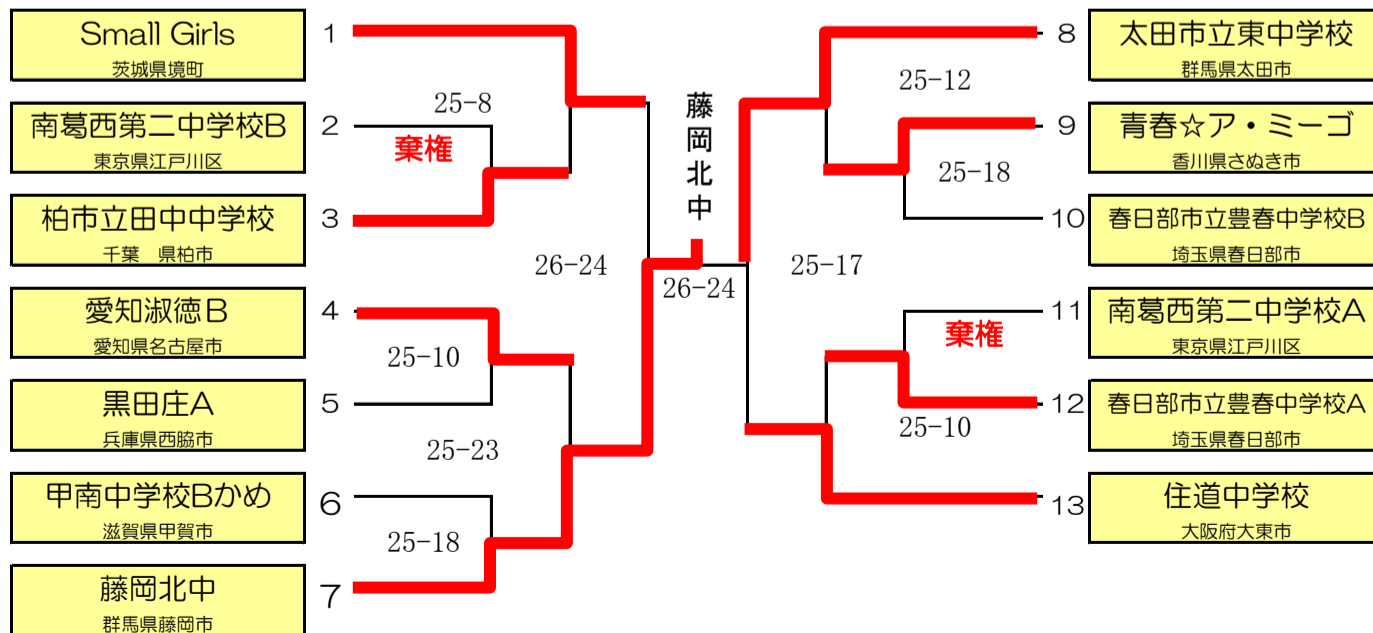 Small Girls
茨城県境町
1
南葛西第二中学校B
東京県江戸川区
2
柏市立田中中学校
千葉　県柏市
3
愛知淑徳B
愛知県名古屋市
4
黒田庄A
兵庫県西脇市
5
甲南中学校Bかめ
滋賀県甲賀市
6
藤岡北中
群馬県藤岡市
7
25-8
棄権
26-24
25-10
25-23
25-18
藤岡北中
26-24
25-12
25-18
25-17
棄権
25-10
8
太田市立東中学校
群馬県太田市
9
青春☆ア・ミーゴ
香川県さぬき市
10
春日部市立豊春中学校B
埼玉県春日部市
11
南葛西第二中学校A
東京県江戸川区
12
春日部市立豊春中学校A
埼玉県春日部市
13
住道中学校
大阪府大東市